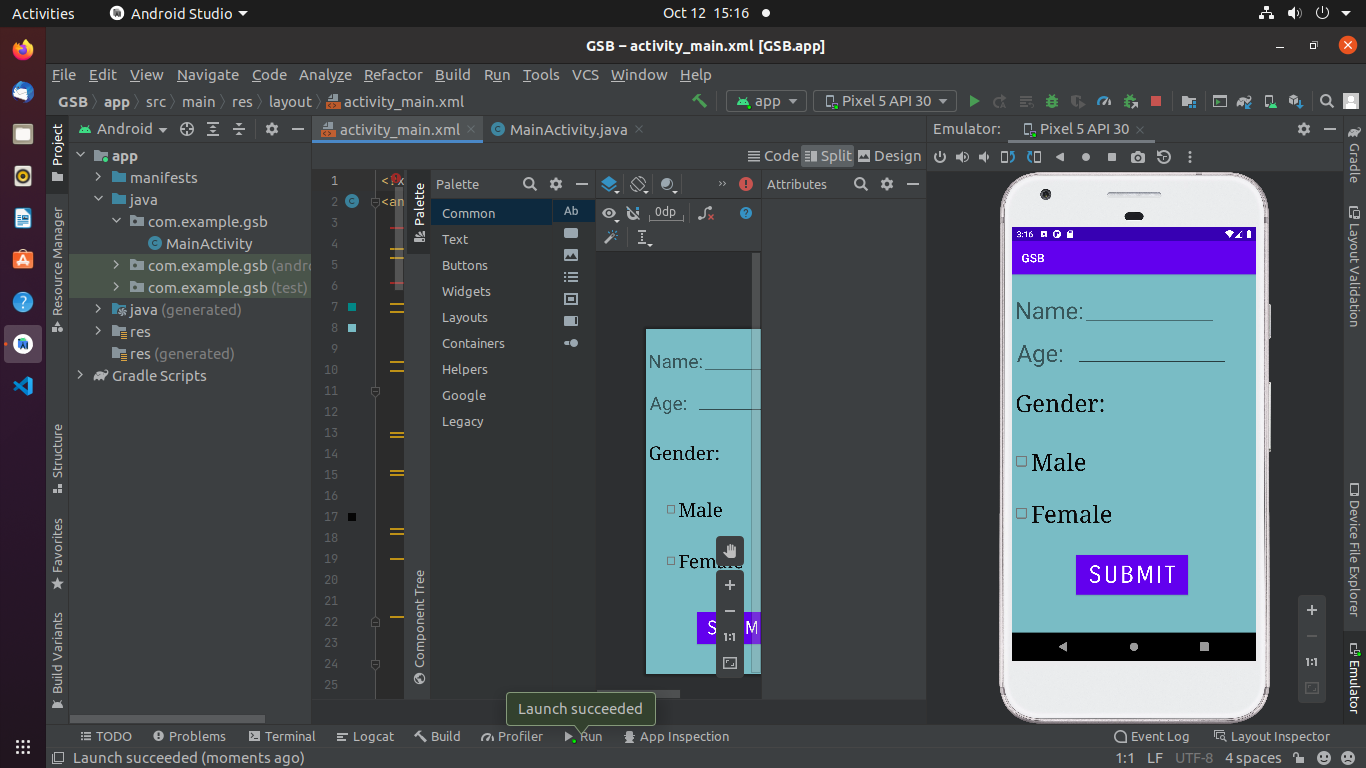 Activities
Android Studio
Oct 12 15:16
GSB – activity_main.xml [GSB.app]
File Edit View Navigate Code Analyze Refactor Build Run Tools VCS Window Help
GSB app src main res layout activity_main.xml
app
Pixel 5 API 30
Android
activity_main.xml
MainActivity.java
Emulator: Pixel 5 API 30
Code Split Design
Project
Resource Manager
Structure
Favorites
Build Variants
app
manifests
java
com.example.gsb
MainActivity
com.example.gsb (andro
com.example.gsb (test)
java (generated)
res
res (generated)
Gradle Scripts
1
2
3
4
5
6
7
8
9
10
11
12
13
14
15
16
17
18
19
20
21
22
23
24
25
<?x
<an
Palette
Component Tree
Palette
Common
Text
Buttons
Widgets
Layouts
Containers
Helpers
Google
Legacy
Ab
0dp
Attributes
Name:
Age:
Gender:
Male
Female
1:1
3:16
GSB
Name:
Age:
Gender:
Male
Female
SUBMIT
1:1
Gradle
Layout Validation
Device File Explorer
Emulator
Launch succeeded
TODO Problems Terminal Logcat Build Profiler Run App Inspection Event Log Layout Inspector
Launch succeeded (moments ago)
1:1 LF UTF-8 4 spaces